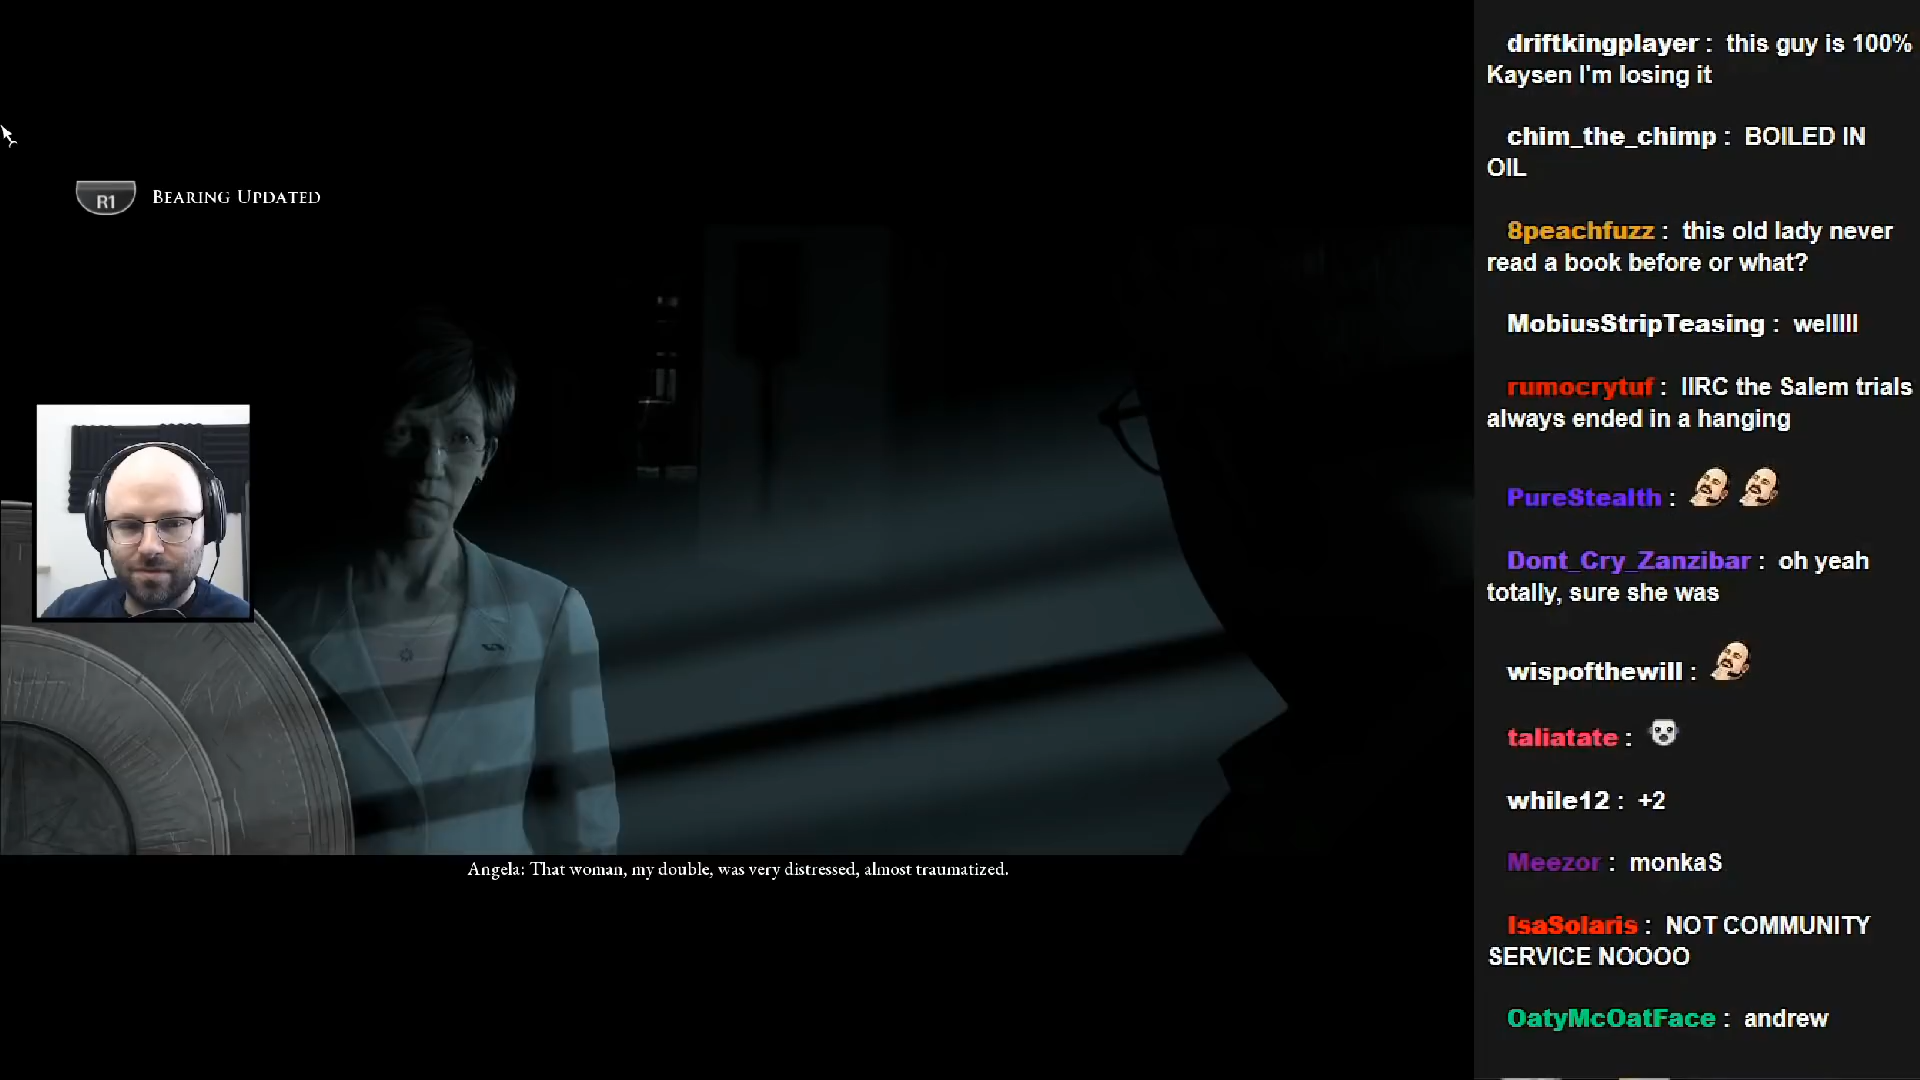 R1 BEARING UPDATED
Angela: That woman, my double, was very distressed, almost traumatized.
driftkingplayer : this guy is 100%
Kaysen I'm losing it
chim_the_chimp : BOILED IN
OIL
8peachfuzz : this old lady never
read a book before or what?
MobiusStripTeasing : welllll
rumocrytuf : IIRC the Salem trials
always ended in a hanging
PureStealth :
Dont_Cry_Zanzibar : oh yeah
totally, sure she was
wispofthewill :
taliatate :
while12 : +2
Meezor : monkaS
IsaSolaris : NOT COMMUNITY
SERVICE NOOOO
OatyMcOatFace : andrew